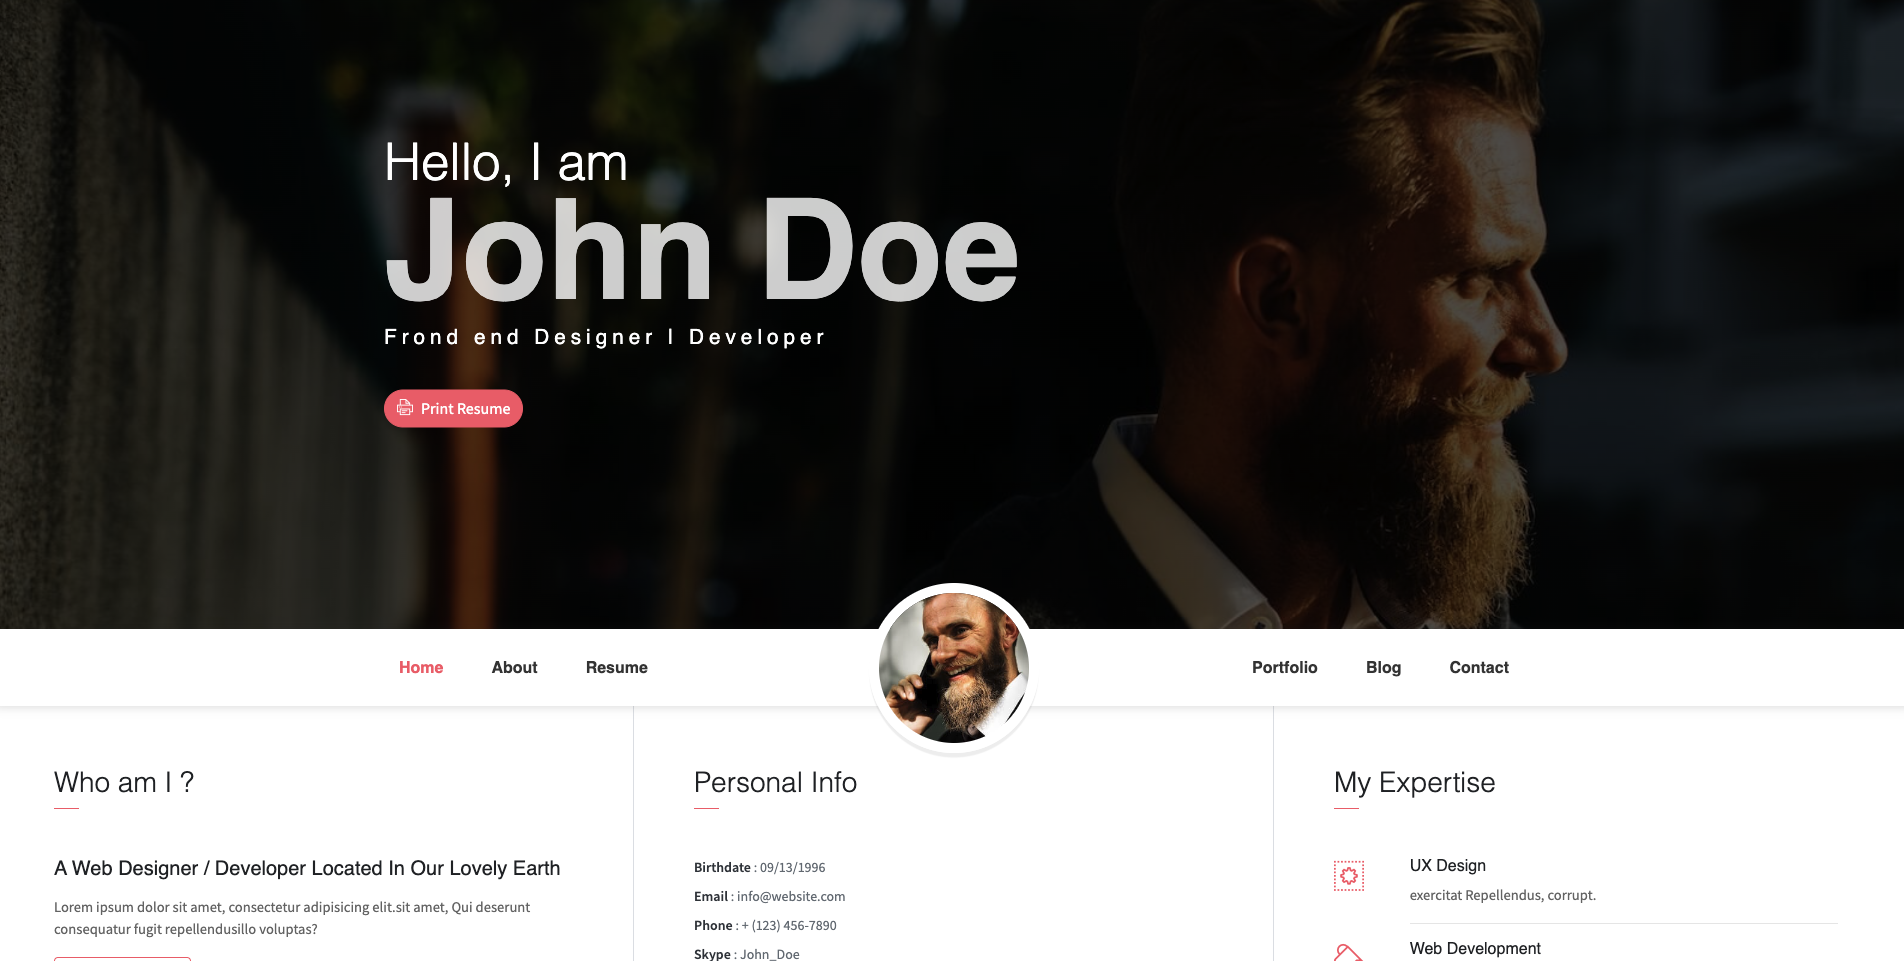 Hello, I am
John Doe
Frond end Designer | Developer
Print Resume
Home About Resume Portfolio Blog Contact
Who am I ?
A Web Designer / Developer Located In Our Lovely Earth
Lorem ipsum dolor sit amet, consectetur adipisicing elit.sit amet, Qui deserunt
consequatur fugit repellendusillo voluptas?
Personal Info
Birthdate : 09/13/1996
Email : info@website.com
Phone : + (123) 456-7890
Skype : John_Doe
My Expertise
UX Design
exercitat Repellendus, corrupt.
Web Development